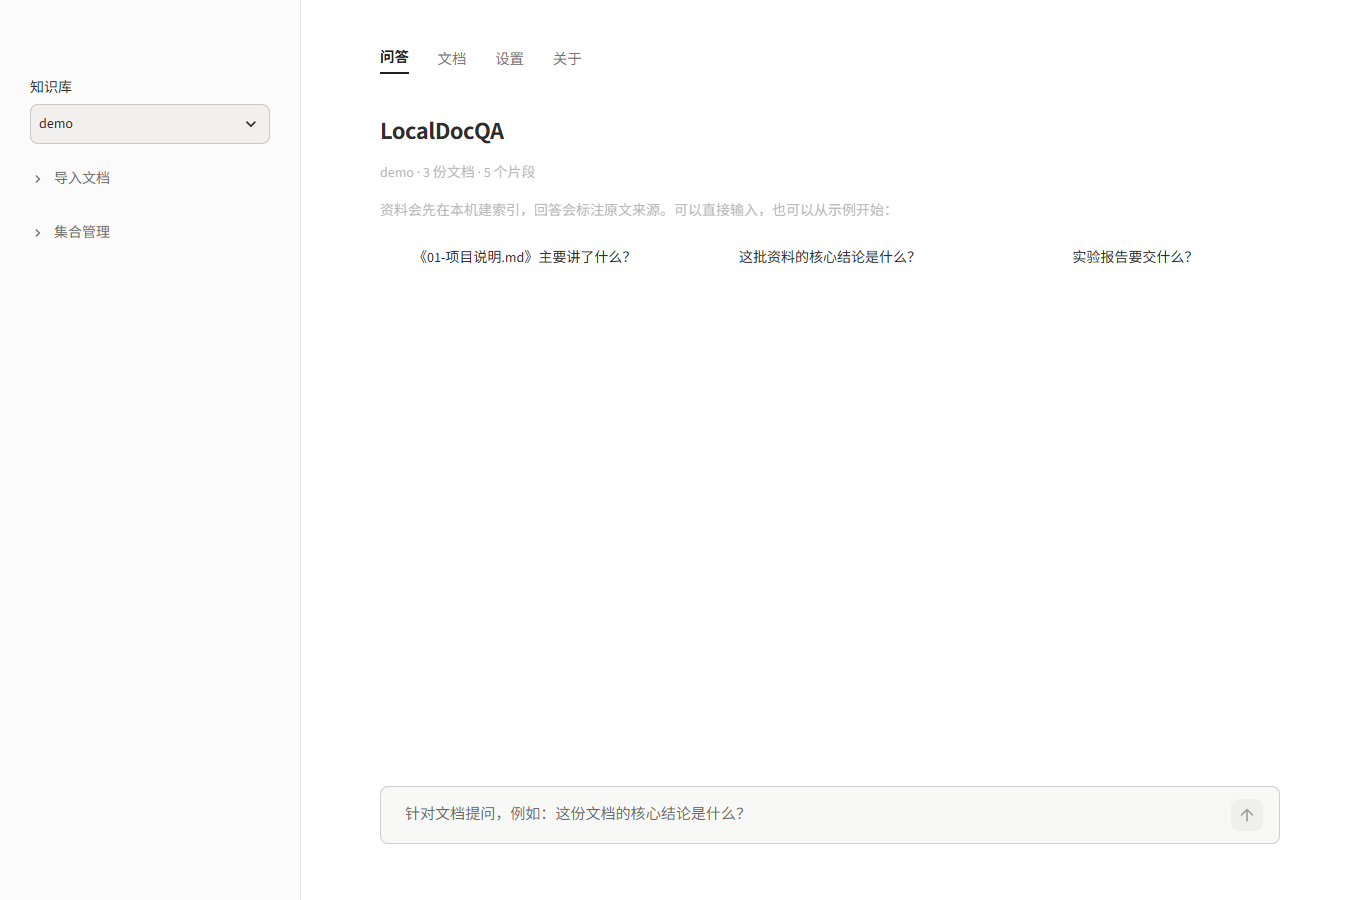 知识库
demo
导入文档
集合管理
问答 文档 设置 关于
LocalDocQA
demo · 3 份文档 · 5 个片段
资料会先在本机建索引，回答会标注原文来源。可以直接输入，也可以从示例开始：
《01-项目说明.md》主要讲了什么？ 这批资料的核心结论是什么？ 实验报告要交什么？
针对文档提问，例如：这份文档的核心结论是什么？